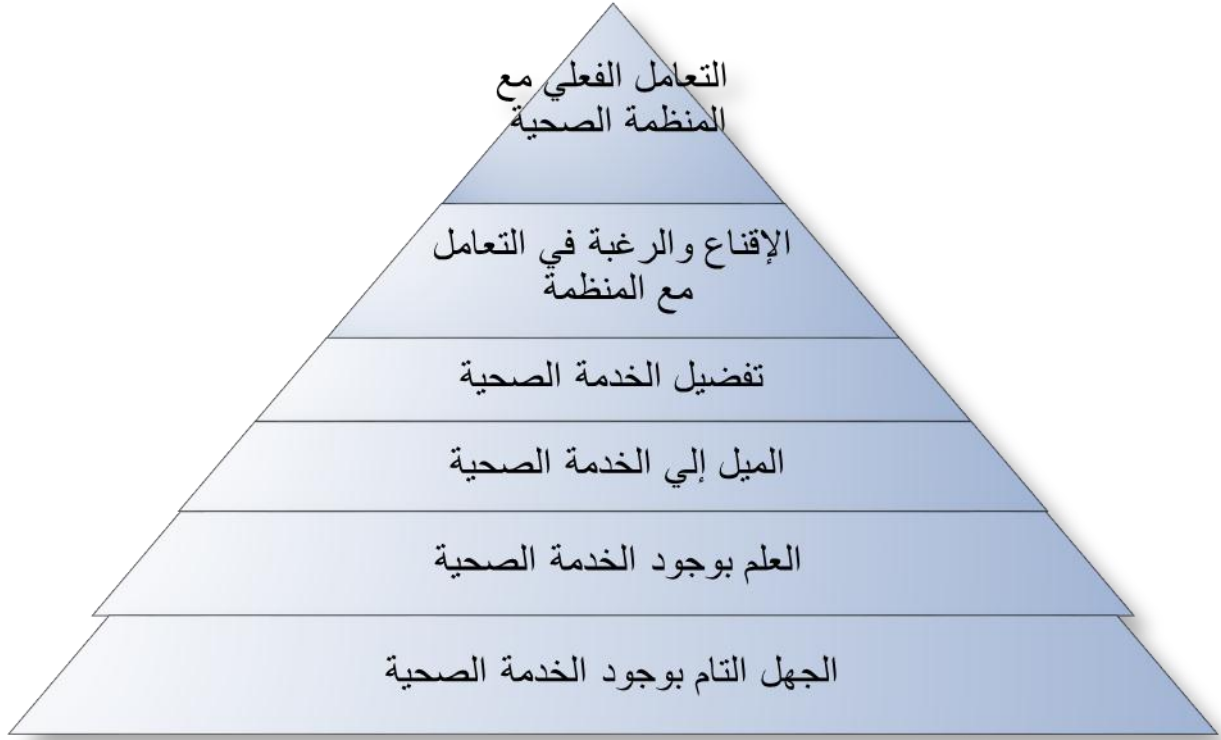 التعامل الفعلي مع
المنظمة الصحية
الإقناع والرغبة في التعامل
مع المنظمة
تفضيل الخدمة الصحية
الميل إلي الخدمة الصحية
العلم بوجود الخدمة الصحية
الجهل التام بوجود الخدمة الصحية